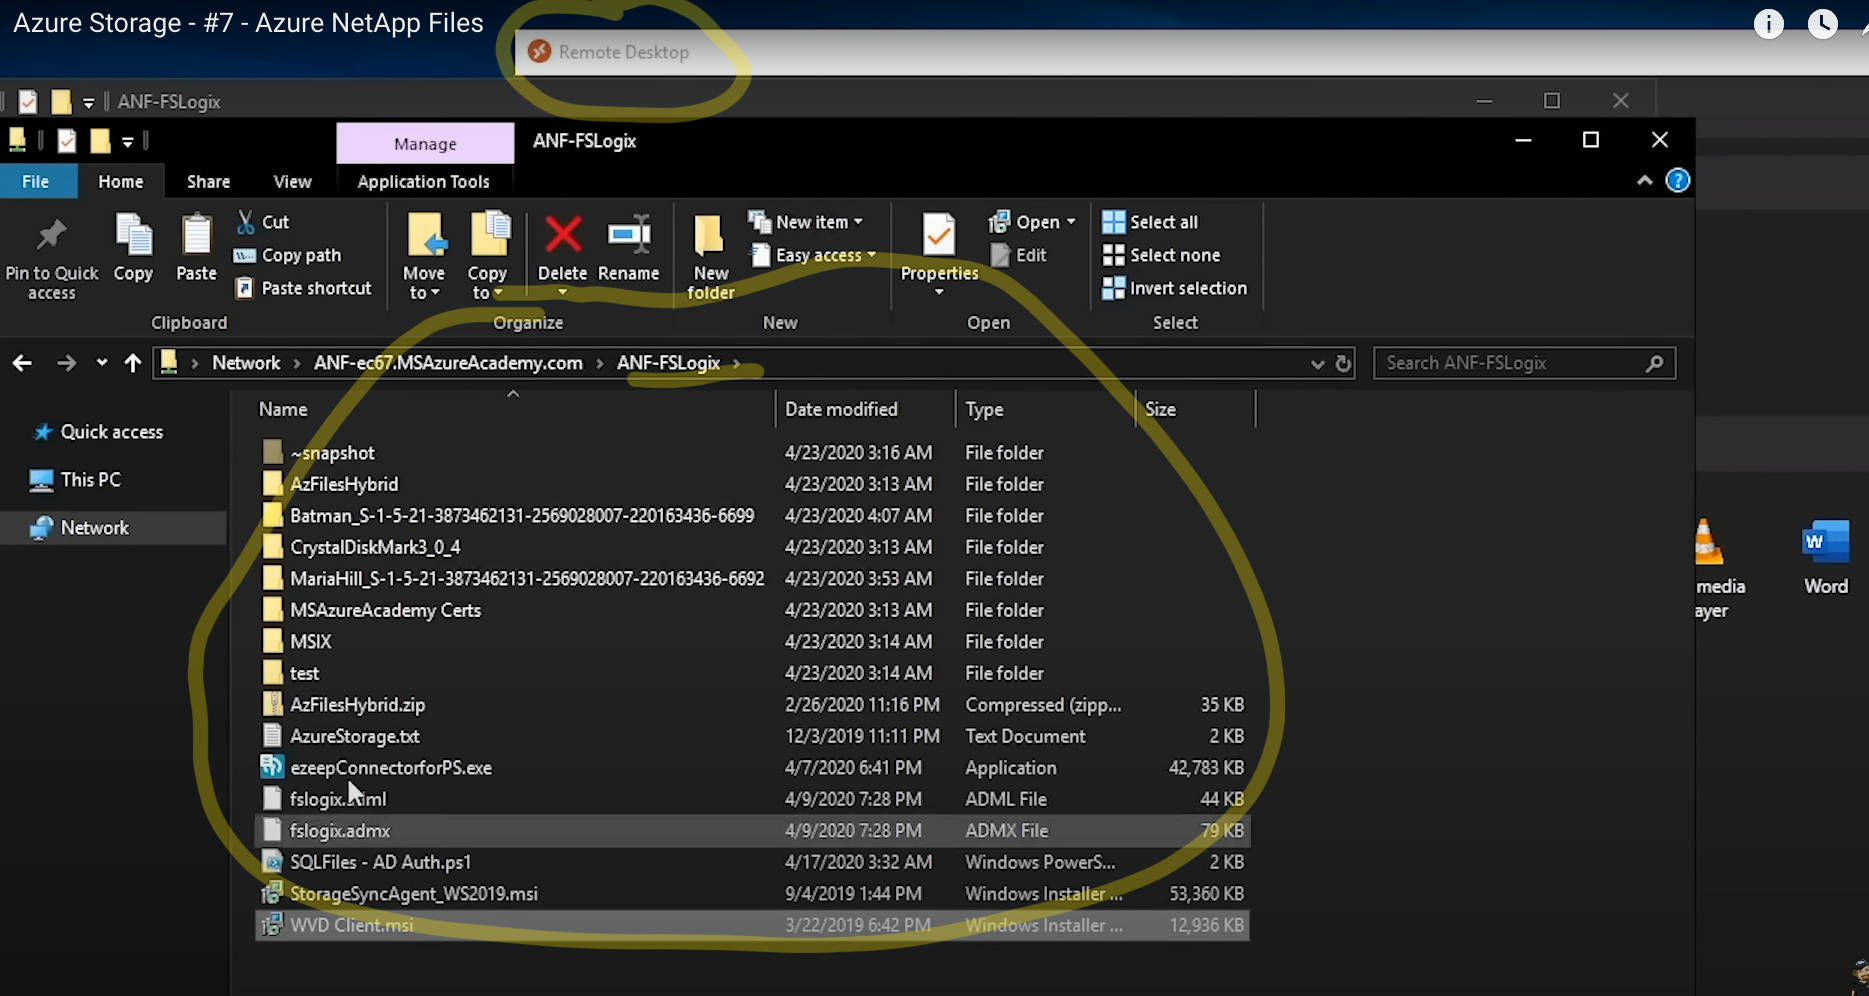 Azure Storage - #7 - Azure NetApp Files
Remote Desktop
ANF-FSLogix
Manage
ANF-FSLogix
File
Home
Share
View
Application Tools
Pin to Quick access
Copy
Paste
Cut
Copy path
Paste shortcut
Clipboard
Move to
Copy to
Delete
Rename
Organize
New folder
New item
Easy access
New
Properties
Open
Edit
Open
Select all
Select none
Invert selection
Select
Network > ANF-ec67.MSAzureAcademy.com > ANF-FSLogix >
Search ANF-FSLogix
Quick access
This PC
Network
Name Date modified Type Size
~snapshot 4/23/2020 3:16 AM File folder
AzFilesHybrid 4/23/2020 3:13 AM File folder
Batman_S-1-5-21-3873462131-2569028007-220163436-6699 4/23/2020 4:07 AM File folder
CrystalDiskMark3_0_4 4/23/2020 3:13 AM File folder
MariaHill_S-1-5-21-3873462131-2569028007-220163436-6692 4/23/2020 3:53 AM File folder
MSAzureAcademy Certs 4/23/2020 3:13 AM File folder
MSIX 4/23/2020 3:14 AM File folder
test 4/23/2020 3:14 AM File folder
AzFilesHybrid.zip 2/26/2020 11:16 PM Compressed (zipp... 35 KB
AzureStorage.txt 12/3/2019 11:11 PM Text Document 2 KB
ezeepConnectorforPS.exe 4/7/2020 6:41 PM Application 42,783 KB
fslogix.adml 4/9/2020 7:28 PM ADML File 44 KB
fslogix.admx 4/9/2020 7:28 PM ADMX File 79 KB
SQLFiles - AD Auth.ps1 4/17/2020 3:32 AM Windows PowerS... 2 KB
StorageSyncAgent_WS2019.msi 9/4/2019 1:44 PM Windows Installer ... 53,360 KB
WVD Client.msi 3/22/2019 6:42 PM Windows Installer ... 12,936 KB
media
ayer
W
Word